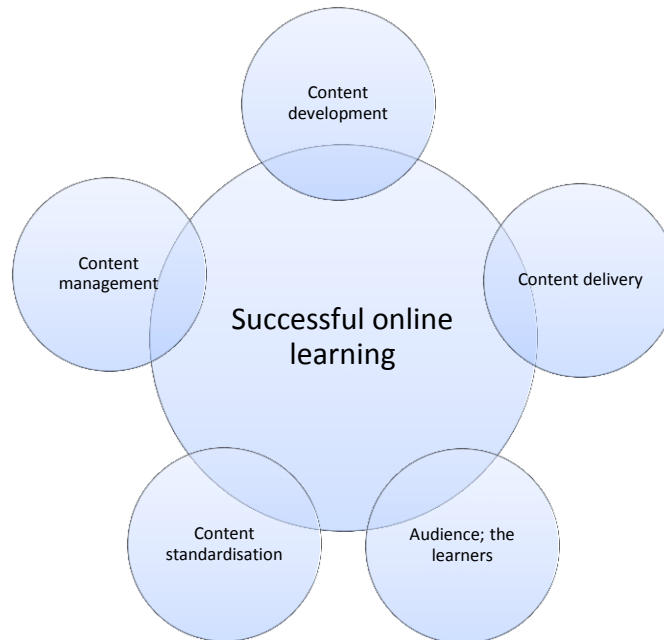 Content
development
Content
management
Content delivery
Successful online
learning
Content
standardisation
Audience; the
learners